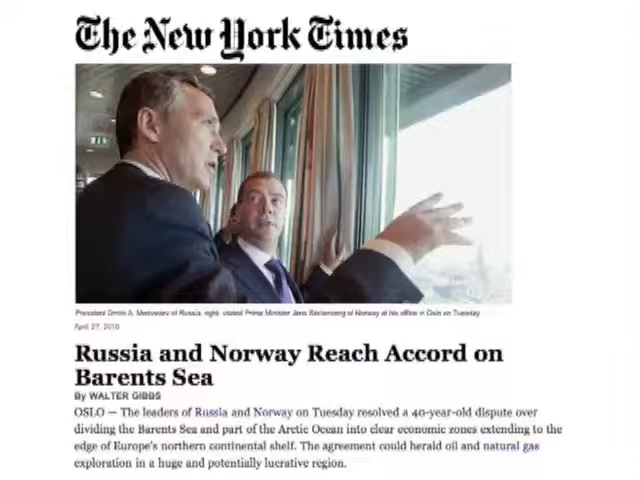 The New York Times
President Dmitri A. Medvedev of Russia, right, visited Prime Minister Jens Stoltenberg of Norway at his office in Oslo on Tuesday
April 27, 2010
Russia and Norway Reach Accord on
Barents Sea
By WALTER GIBBS
OSLO — The leaders of Russia and Norway on Tuesday resolved a 40-year-old dispute over
dividing the Barents Sea and part of the Arctic Ocean into clear economic zones extending to the
edge of Europe's northern continental shelf. The agreement could herald oil and natural gas
exploration in a huge and potentially lucrative region.